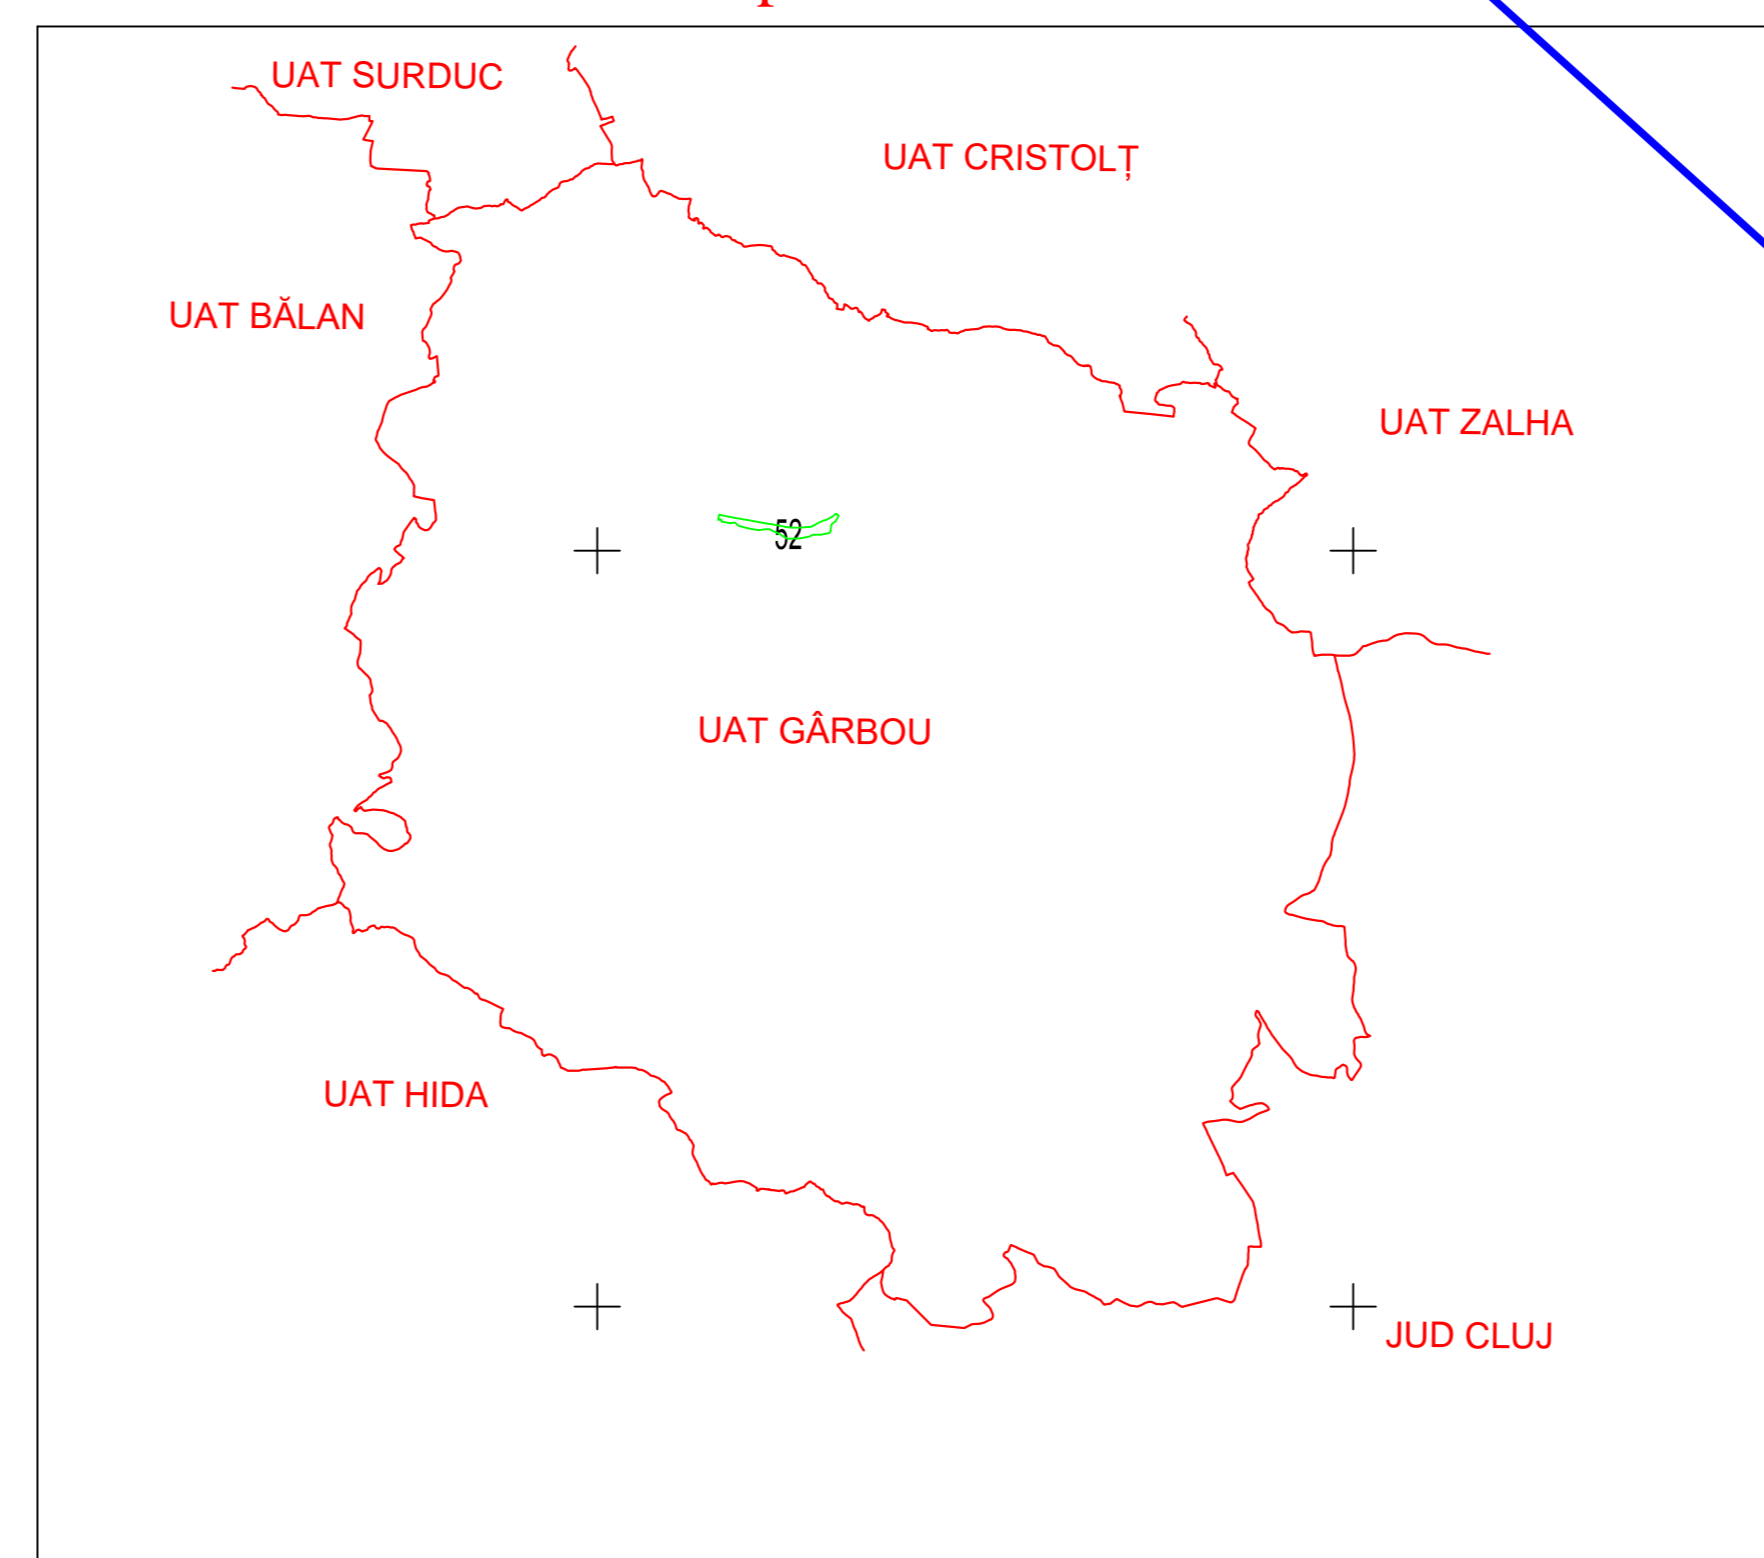 UAT SURDUC
UAT CRISTOLȚ
UAT BĂLAN
UAT ZALHA
52
UAT GÂRBOU
UAT HIDA
JUD CLUJ